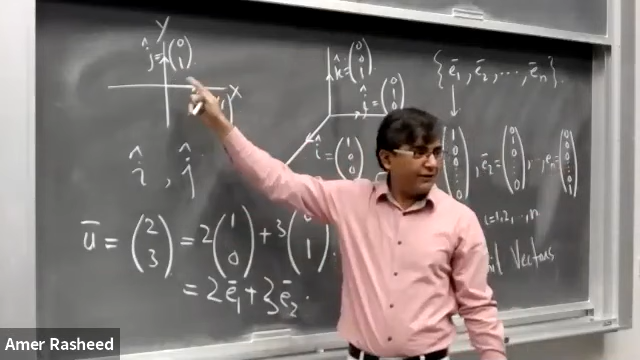 Y
ĵ = (0 1)
X
î , ĵ
ū = (2 3) = 2 (1 0) + 3 ( 1)
= 2ē₁ + 3ē₂.
k̂ = (0 0 1)
ĵ = (0 1 0)
î = (1 0 0)
{ē₁, ē₂, ..., ēₙ}.
, ē₂ =
=1,2,..,n
Vectors
Amer Rasheed